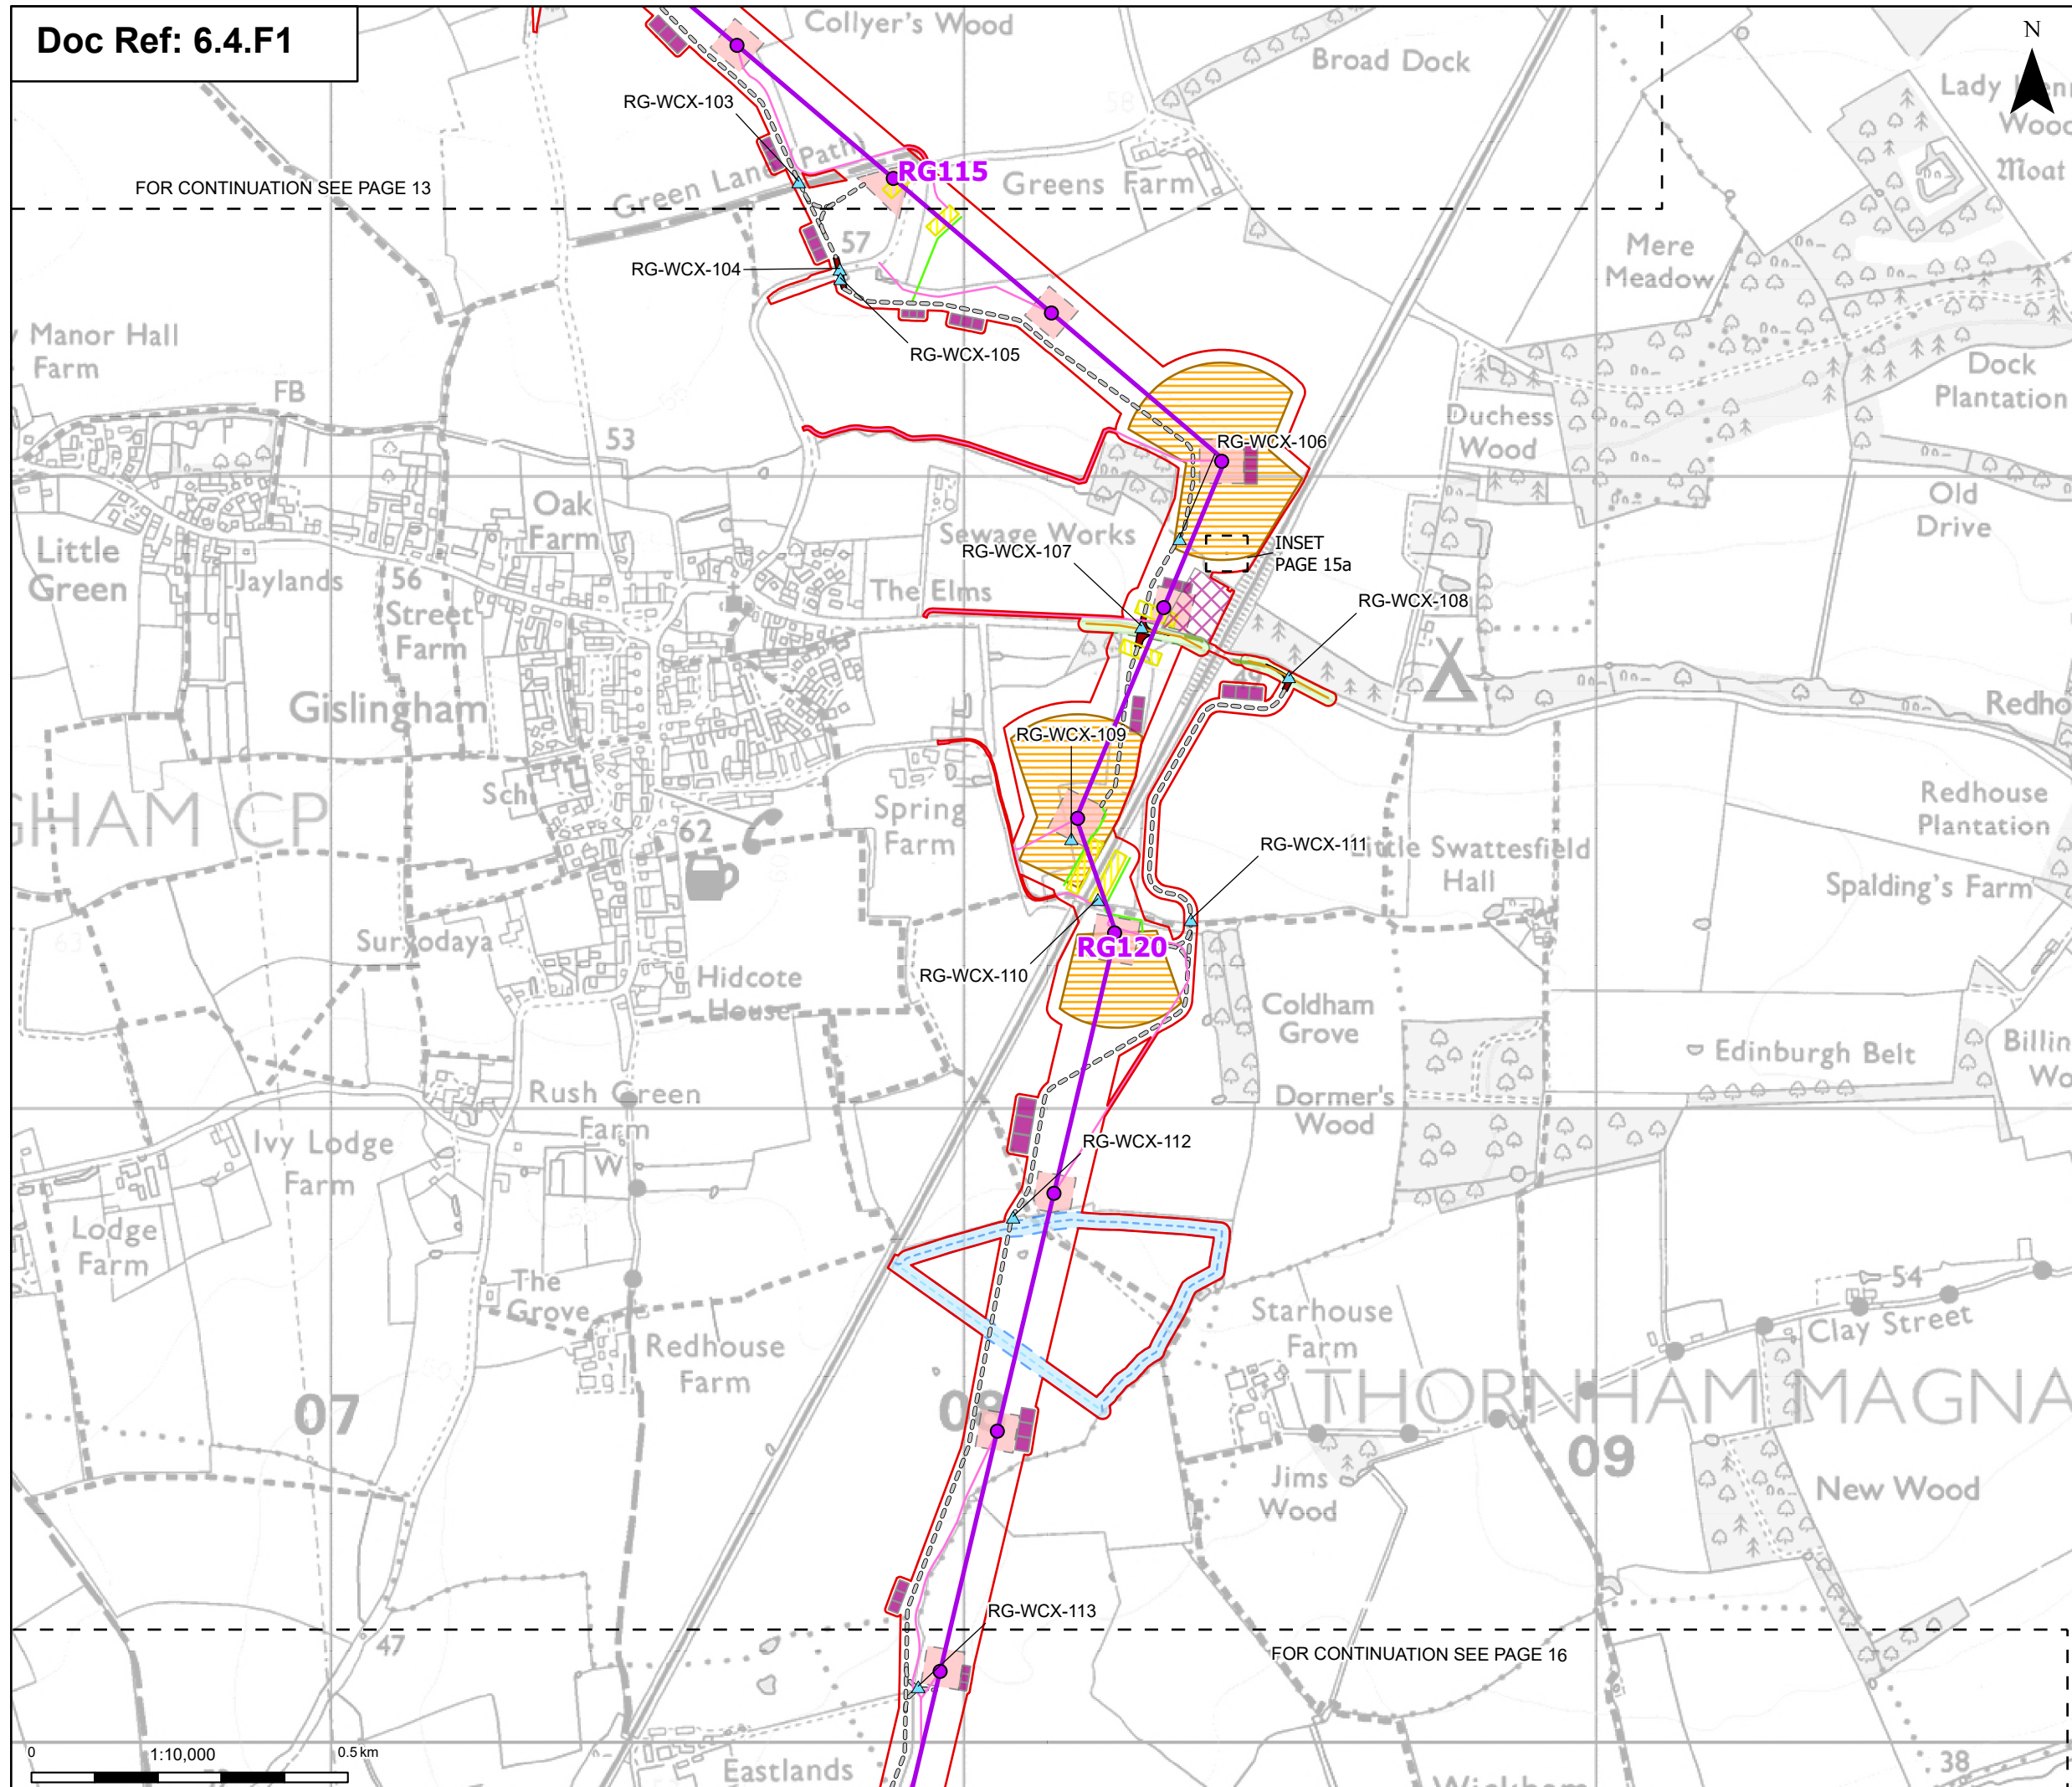 Doc Ref: 6.4.F1
Collyer's Wood
Broad Dock
N
RG-WCX-103
58
Green Lane
Path
RG115
Greens Farm
Moat
FOR CONTINUATION SEE PAGE 13
57
RG-WCX-104
Mere
Meadow
Manor Hall
Farm
RG-WCX-105
Dock
Plantation
FB
53
Duchess
Wood
RG-WCX-106
Old
Drive
Oak
Farm
Sewage Works
Little
Green
Jaylands
56
Street
Farm
RG-WCX-107
INSET
PAGE 15a
The Elms
RG-WCX-108
Gislingham
RG-WCX-109
Redhouse
Plantation
GHAM CP
Sch
62
Spring
Farm
RG-WCX-111
Little Swattesfield
Hall
Spalding's Farm
Suryodaya
RG120
RG-WCX-110
Hidcote
House
Coldham
Grove
Edinburgh Belt
Rush Green
Farm
W
Dormer's
Wood
Ivy Lodge
Farm
RG-WCX-112
Lodge
Farm
The
Grove
Starhouse
Farm
54
Clay Street
Redhouse
Farm
THORNHAM MAGNA
07
09
Jims
Wood
New Wood
RG-WCX-113
47
FOR CONTINUATION SEE PAGE 16
0
1:10,000
0.5 km
Eastlands
38